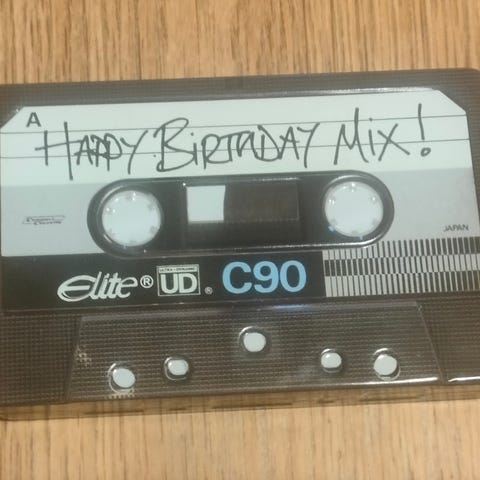 A
HAPPY BIRTHDAY MIX!
JAPAN
Elite® UD® C90